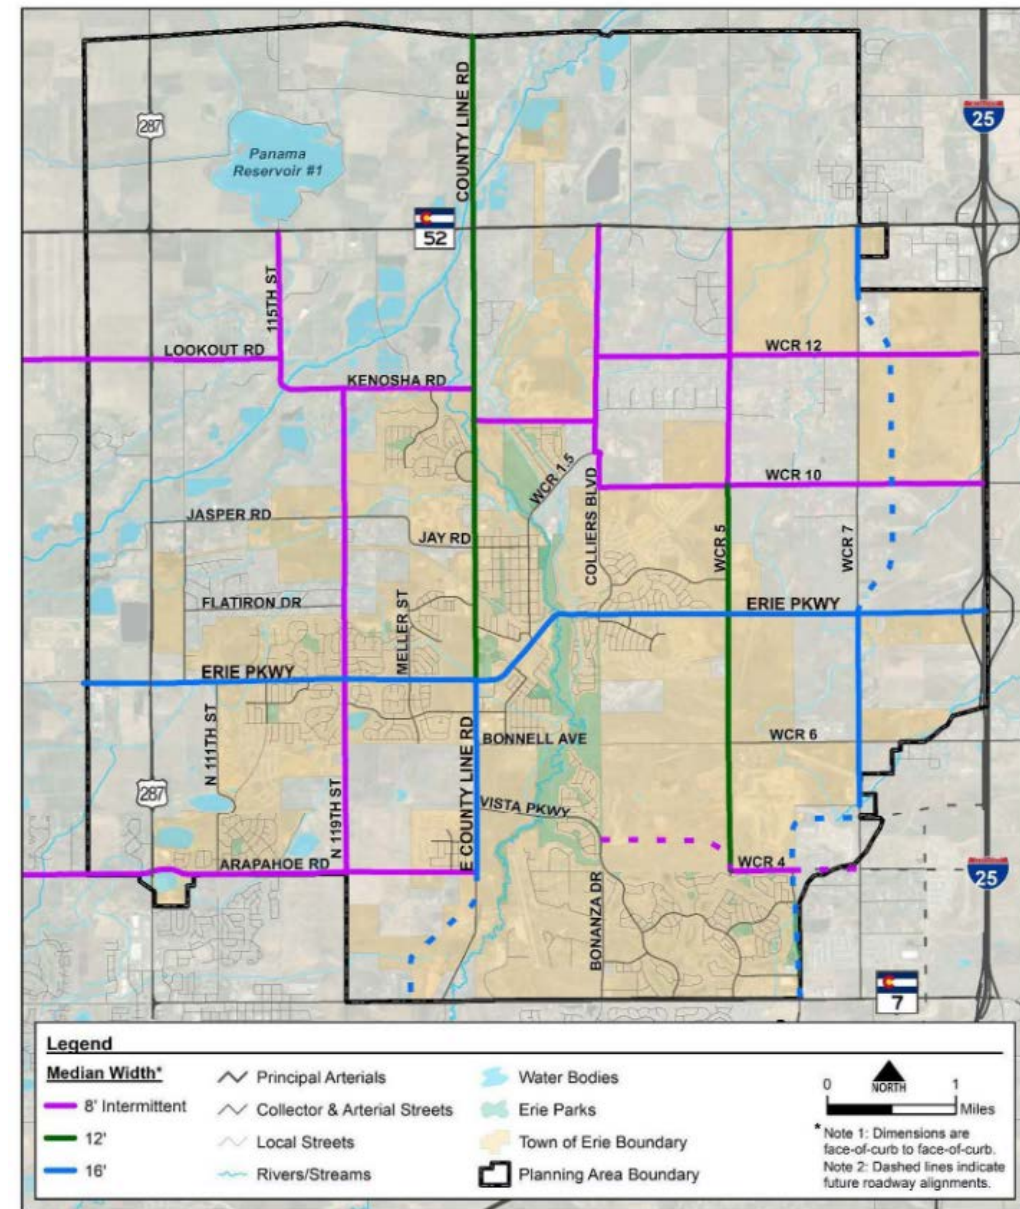 25
287
Panama
Reservoir #1
COUNTY LINE RD
52
115TH ST
LOOKOUT RD
WCR 12
KENOSHA RD
WCR 1.5
COLLIERS BLVD
WCR 10
JASPER RD
JAY RD
WCR 5
WCR 7
FLATIRON DR
MELLER ST
ERIE PKWY
ERIE PKWY
N 111TH ST
E COUNTY LINE RD
BONNELL AVE
WCR 6
287
N 119TH ST
VISTA PKWY
ARAPAHOE RD
WCR 4
25
BONANZA DR
7
Legend
Median Width*
8' Intermittent
12'
16'
Principal Arterials
Collector & Arterial Streets
Local Streets
Rivers/Streams
Water Bodies
Erie Parks
Town of Erie Boundary
Planning Area Boundary
NORTH
0 1
Miles
* Note 1: Dimensions are
face-of-curb to face-of-curb.
Note 2: Dashed lines indicate
future roadway alignments.